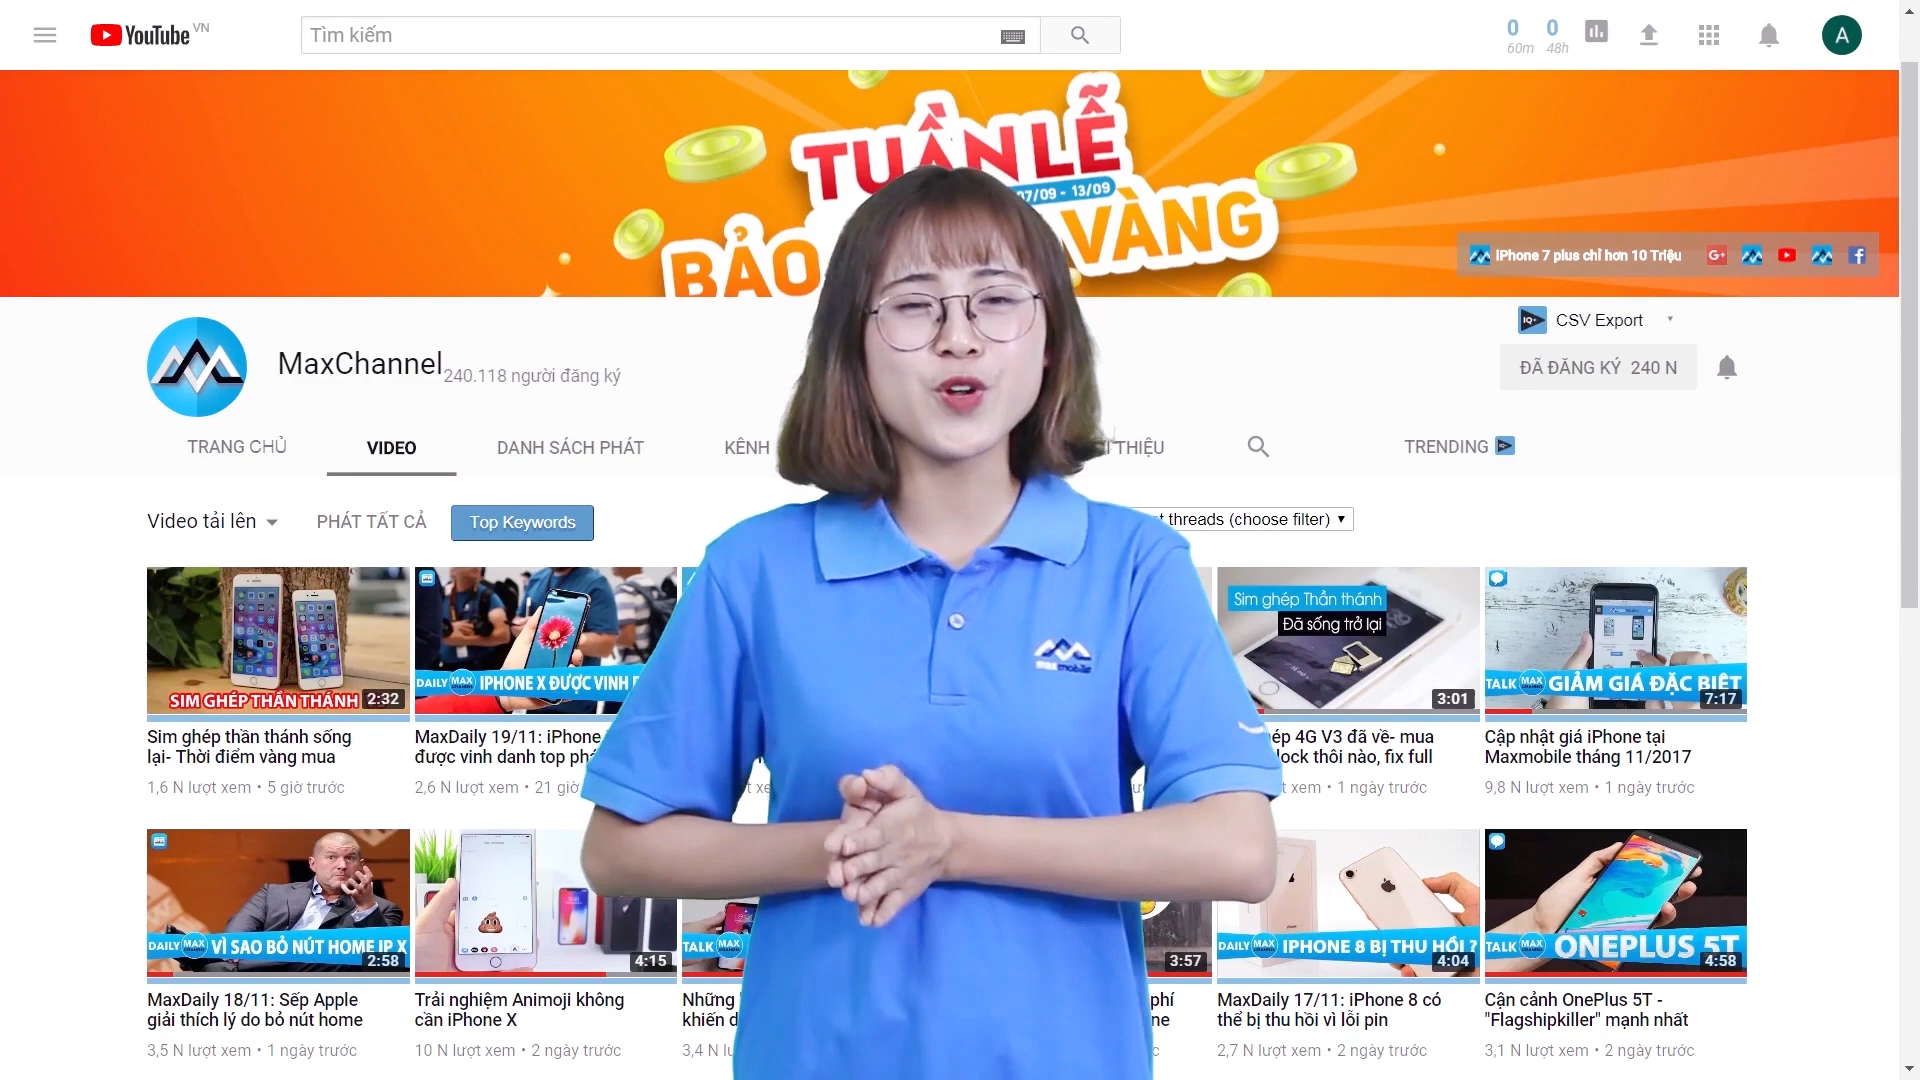 YouTube VN
Tìm kiếm
0 0
60m 48h
A
TUẦN LỄ
07/09 - 13/09
BẢO VÀNG
iPhone 7 plus chỉ hơn 10 Triệu
G+
IQ+ CSV Export
MaxChannel 240.118 người đăng ký
ĐÃ ĐĂNG KÝ 240 N
TRANG CHỦ
VIDEO
DANH SÁCH PHÁT
KÊNH
THIỆU
TRENDING
Video tải lên
PHÁT TẤT CẢ
Top Keywords
threads (choose filter)
max mobile
SIM GHÉP THẦN THÁNH 2:32
DAILY MAX IPHONE X ĐƯỢC VINH
Sim ghép Thần thánh
Đã sống trở lại
3:01
TALK MAX GIẢM GIÁ ĐẶC BIỆT
7:17
Sim ghép thần thánh sống
lại- Thời điểm vàng mua
1,6 N lượt xem • 5 giờ trước
MaxDaily 19/11: iPhone
được vinh danh top
2,6 N lượt xem • 21 giờ
4G V3 đã về- mua
lock thôi nào, fix full
xem • 1 ngày trước
Cập nhật giá iPhone tại
Maxmobile tháng 11/2017
9,8 N lượt xem • 1 ngày trước
DAILY MAX VÌ SAO BỎ NÚT HOME IP X
2:58
4:15
TALK MAX
3:57
DAILY MAX IPHONE 8 BỊ THU HỒI ?
4:04
TALK MAX ONEPLUS 5T
4:58
MaxDaily 18/11: Sếp Apple
giải thích lý do bỏ nút home
3,5 N lượt xem • 1 ngày trước
Trải nghiệm Animoji không
cần iPhone X
10 N lượt xem • 2 ngày trước
Những
khiến
3,4 N
phí
MaxDaily 17/11: iPhone 8 có
thể bị thu hồi vì lỗi pin
2,7 N lượt xem • 2 ngày trước
Cận cảnh OnePlus 5T -
"Flagshipkiller" mạnh nhất
3,1 N lượt xem • 2 ngày trước